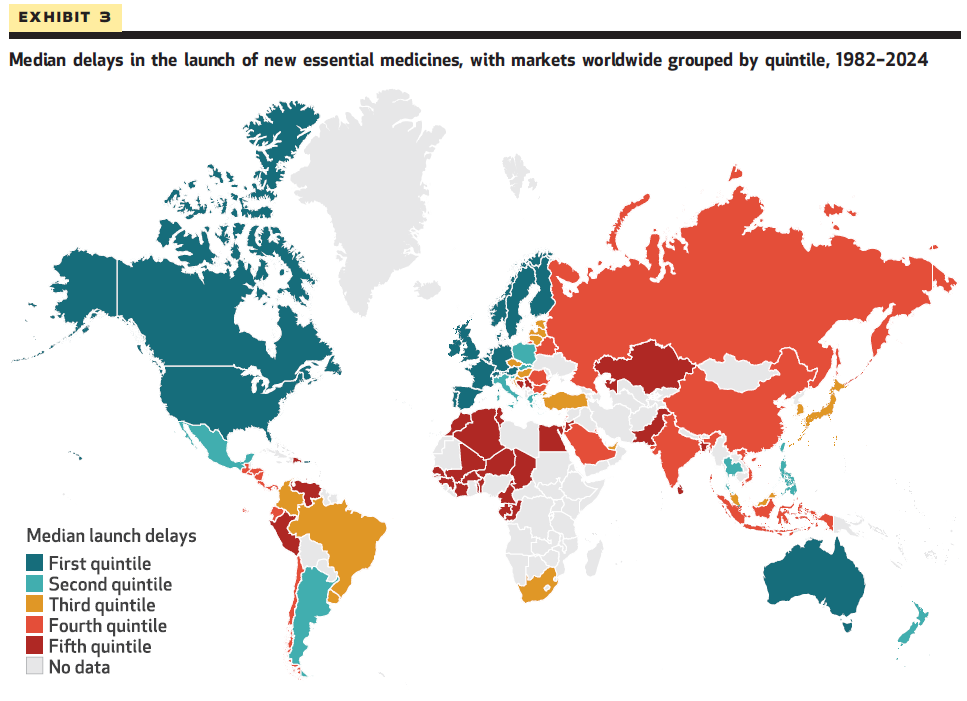 EXHIBIT 3
Median delays in the launch of new essential medicines, with markets worldwide grouped by quintile, 1982–2024
Median launch delays
First quintile
Second quintile
Third quintile
Fourth quintile
Fifth quintile
No data